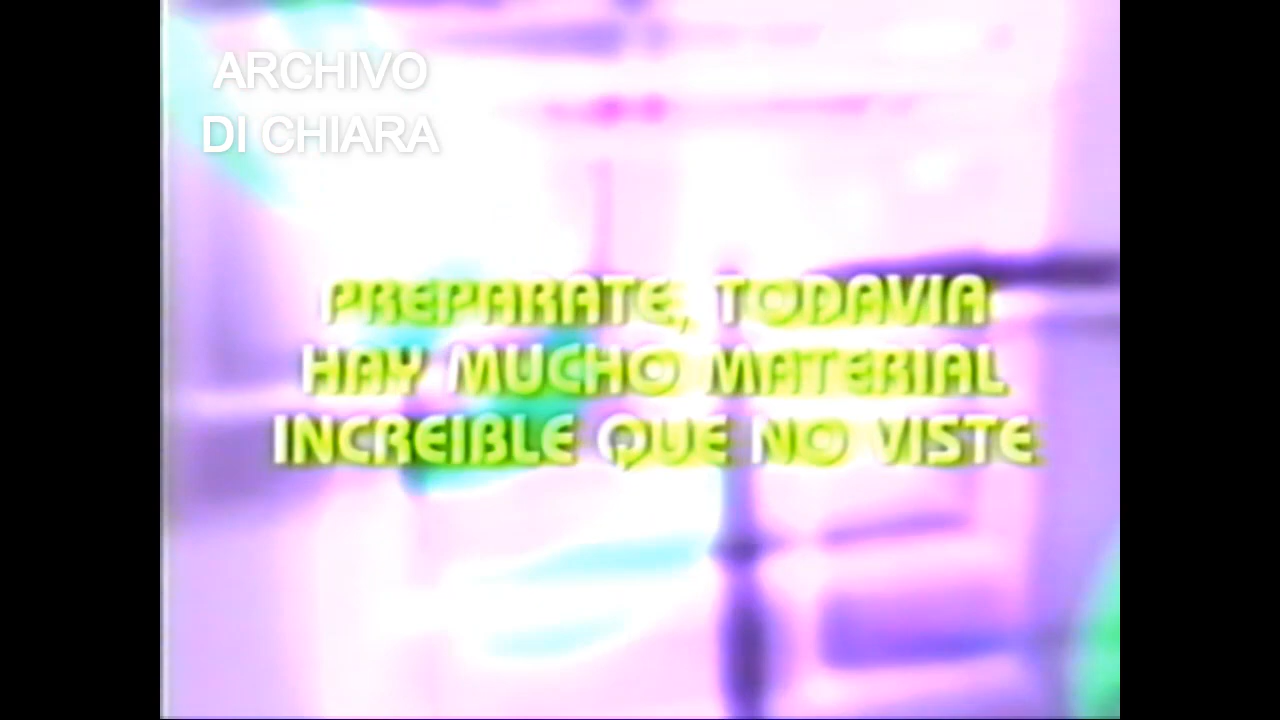 ARCHIVO
DI CHIARA
PREPARATE, TODAVIA
HAY MUCHO MATERIAL
INCREIBLE QUE NO VISTE